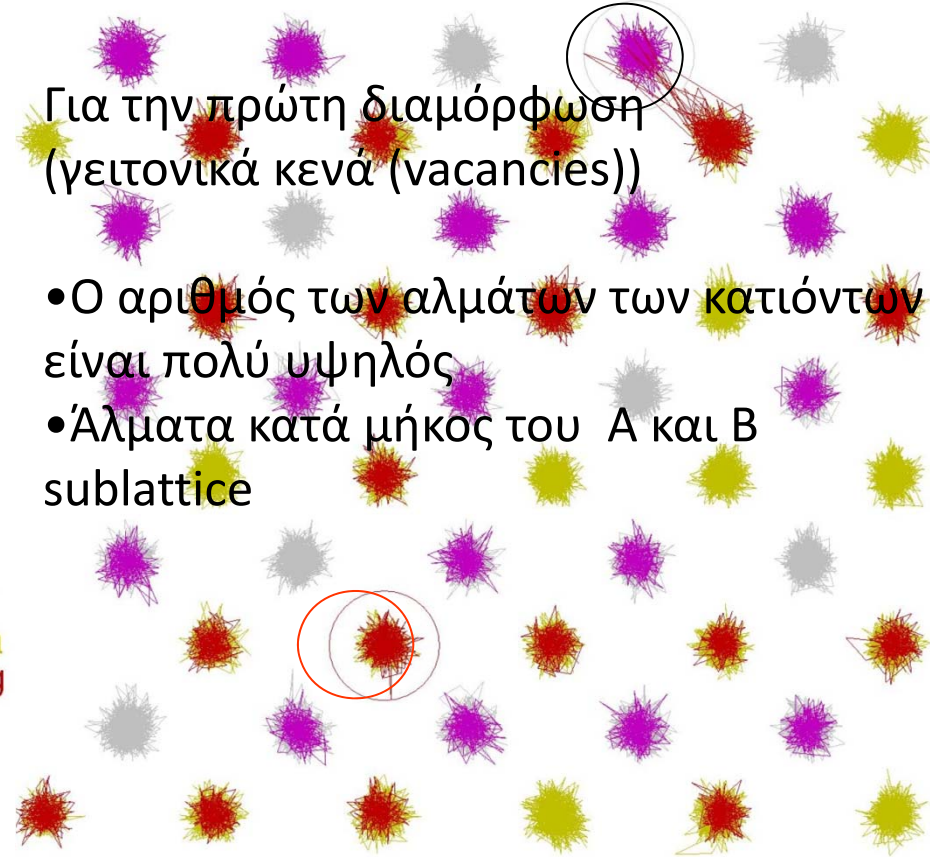 Για την πρώτη διαμόρφωση
(γειτονικά κενά (vacancies))
•Ο αριθμός των αλμάτων των κατιόντων
είναι πολύ υψηλός
•Άλματα κατά μήκος του Α και Β
sublattice